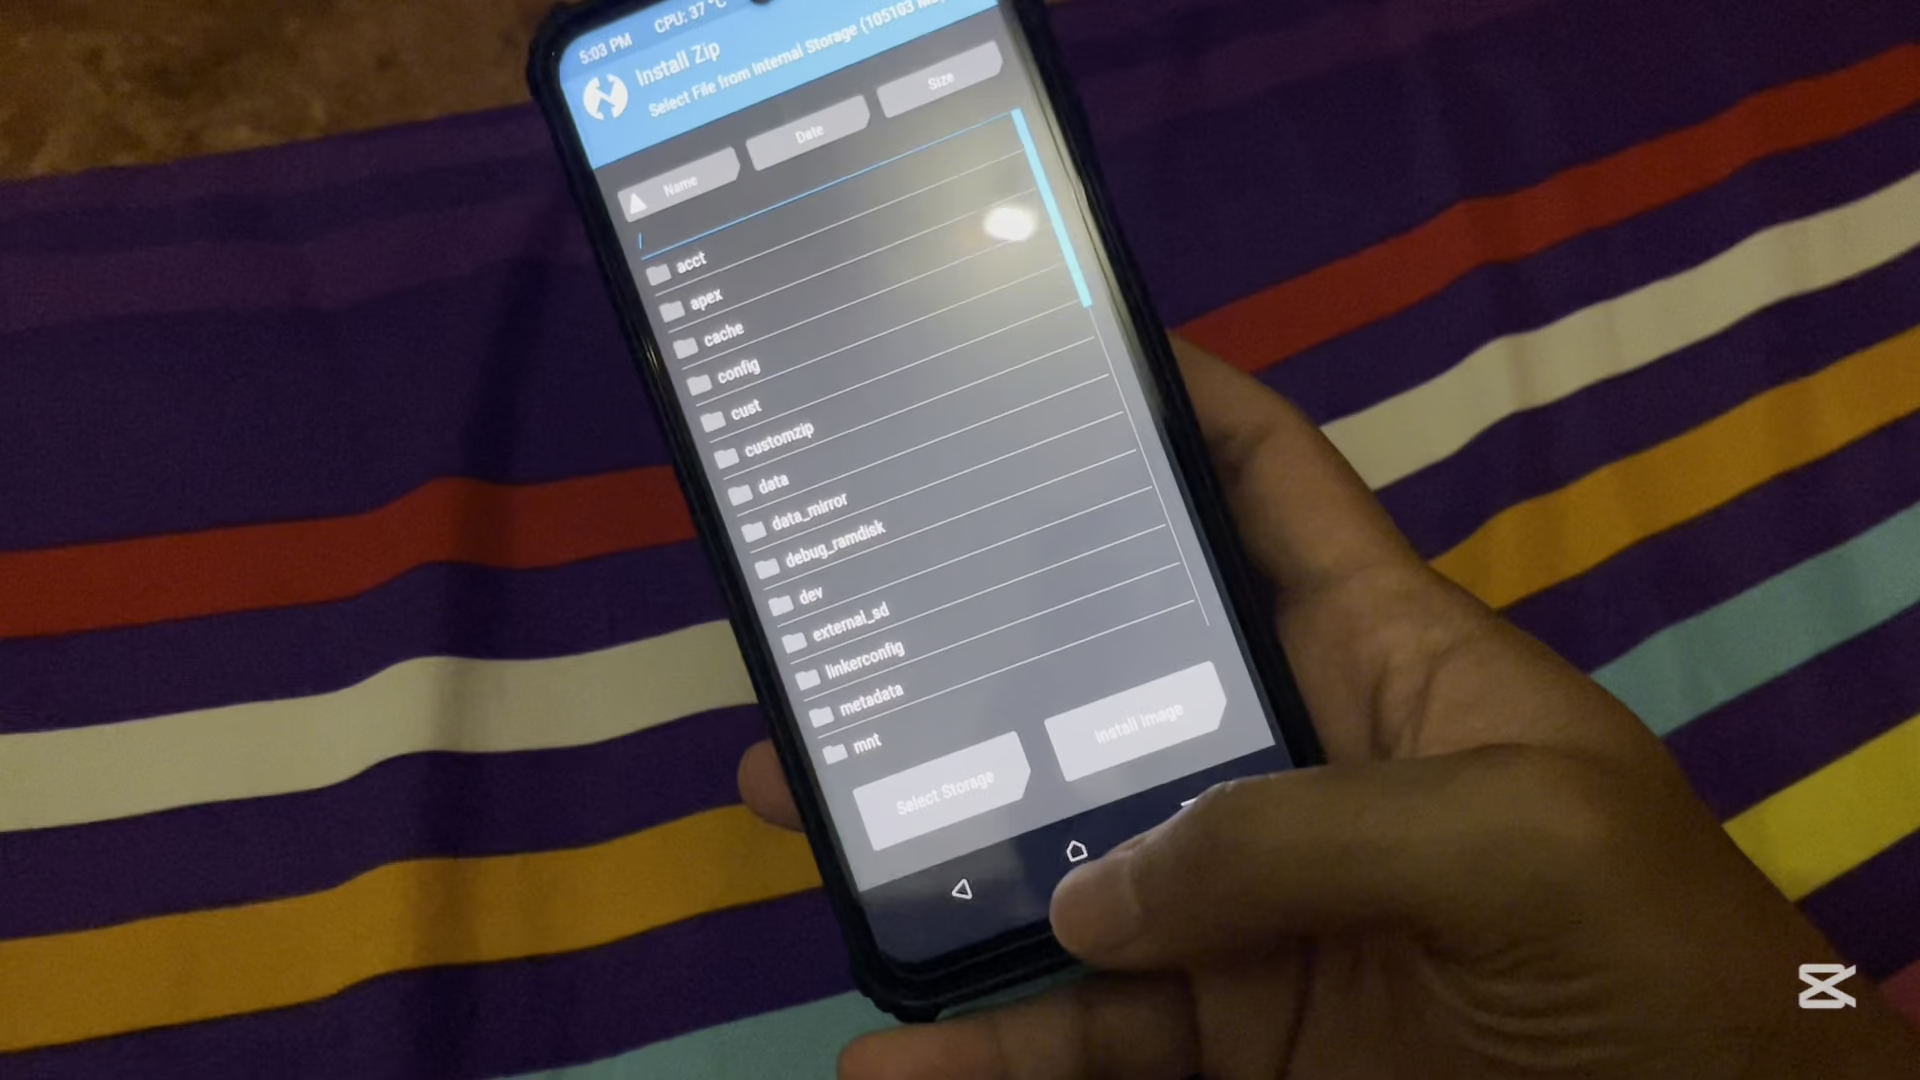 5:03 PM CPU: 37 °C
Install Zip
Select File from Internal Storage (105103
Name
Date
Size
/
acct
apex
cache
config
cust
customzip
data
data_mirror
debug_ramdisk
dev
external_sd
linkerconfig
metadata
mnt
Select Storage
Install Image